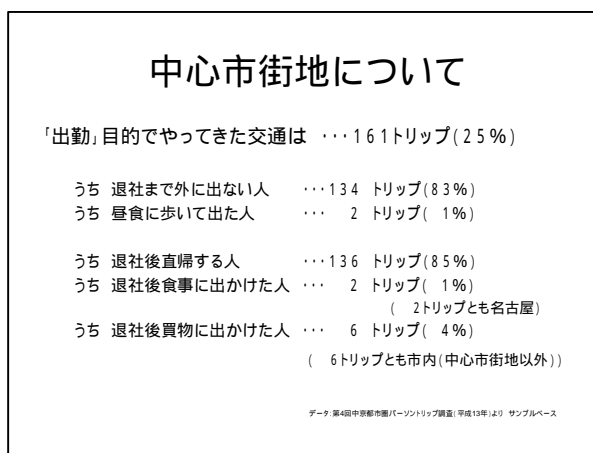 中心市街地について
「出勤」目的でやってきた交通は ・・・161トリップ(25%)
うち 退社まで外に出ない人 ・・・134 トリップ(83%)
うち 昼食に歩いて出た人 ・・・ 2 トリップ( 1%)
うち 退社後直帰する人 ・・・136 トリップ(85%)
うち 退社後食事に出かけた人 ・・・ 2 トリップ( 1%)
( 2トリップとも名古屋)
うち 退社後買物に出かけた人 ・・・ 6 トリップ( 4%)
( 6トリップとも市内(中心市街地以外))
データ:第4回中京都市圏パーソントリップ調査(平成13年)より サンプルベース